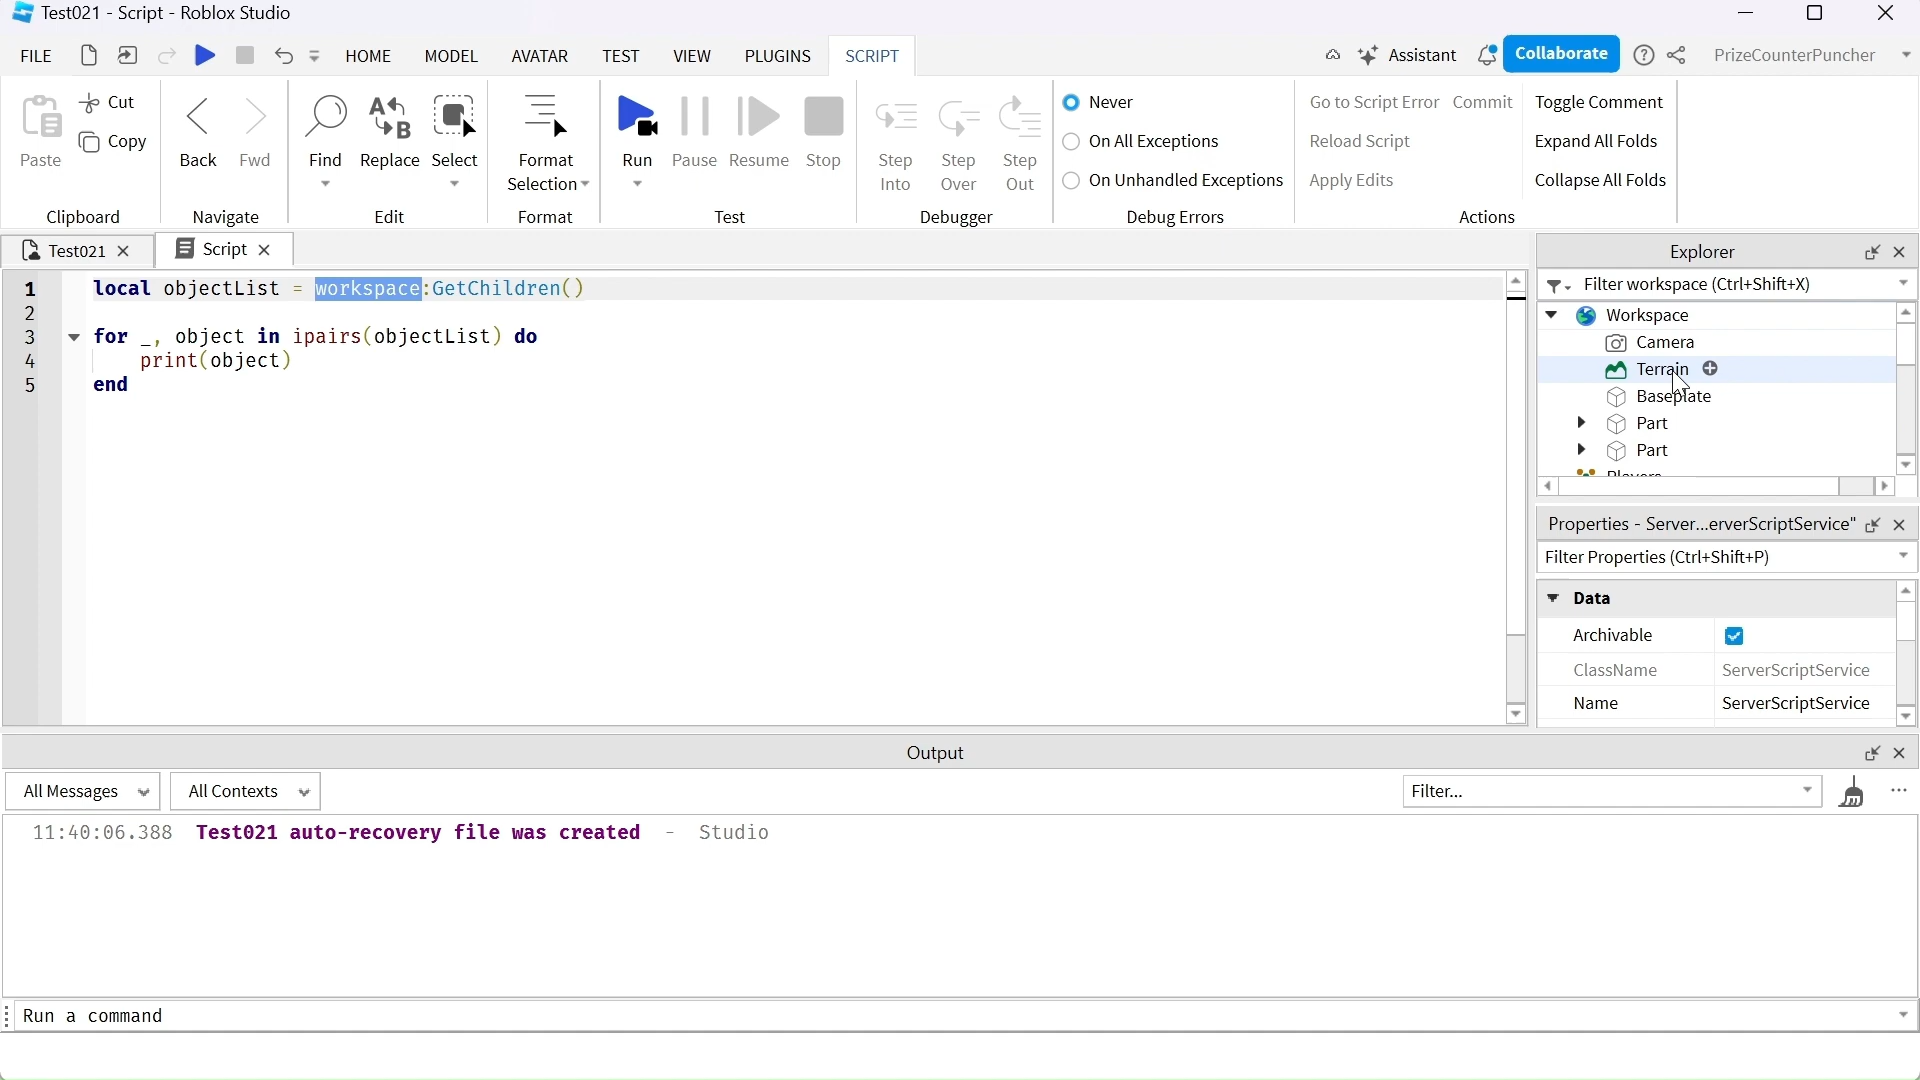 Test021 - Script - Roblox Studio
FILE HOME MODEL AVATAR TEST VIEW PLUGINS SCRIPT Assistant Collaborate PrizeCounterPuncher
Paste Cut Copy Back Fwd Find Replace Select Format Selection Run Pause Resume Stop Step Into Step Over Step Out
Never
On All Exceptions
On Unhandled Exceptions
Go to Script Error Commit
Reload Script
Apply Edits
Toggle Comment
Expand All Folds
Collapse All Folds
Clipboard Navigate Edit Format Test Debugger Debug Errors Actions
Test021 Script
1 local objectList = workspace:GetChildren()
2
3 for _, object in ipairs(objectList) do
4 print(object)
5 end
Explorer
Filter workspace (Ctrl+Shift+X)
Workspace
Camera
Terrain
Baseplate
Part
Part
Players
Properties - Server...erverScriptService"
Filter Properties (Ctrl+Shift+P)
Data
Archivable
ClassName ServerScriptService
Name ServerScriptService
Output
All Messages All Contexts Filter...
11:40:06.388 Test021 auto-recovery file was created - Studio
Run a command